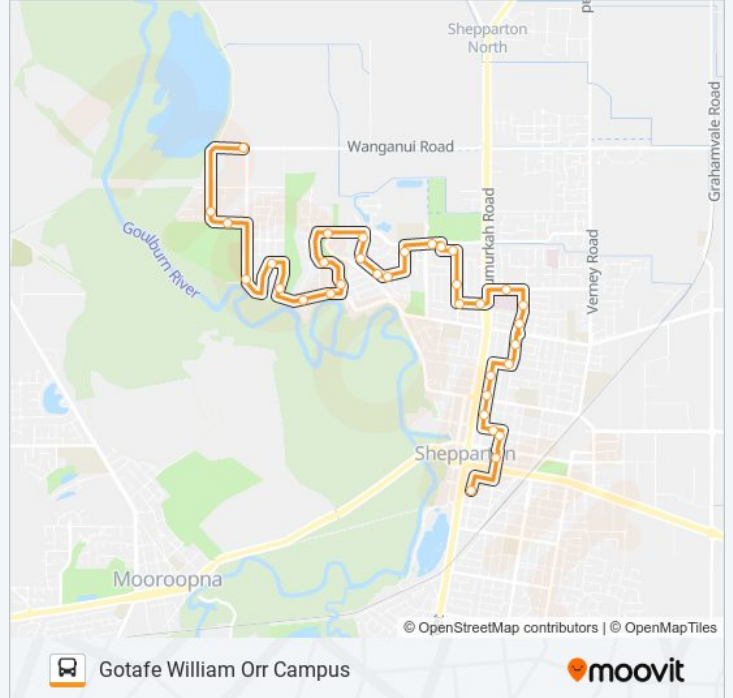 Shepparton
North
Grahamvale Road
Wanganui Road
umurkah Road
Goulburn River
Verney Road
Shepparton
Mooroopna
© OpenStreetMap contributors | © OpenMapTiles
Gotafe William Orr Campus
moovit